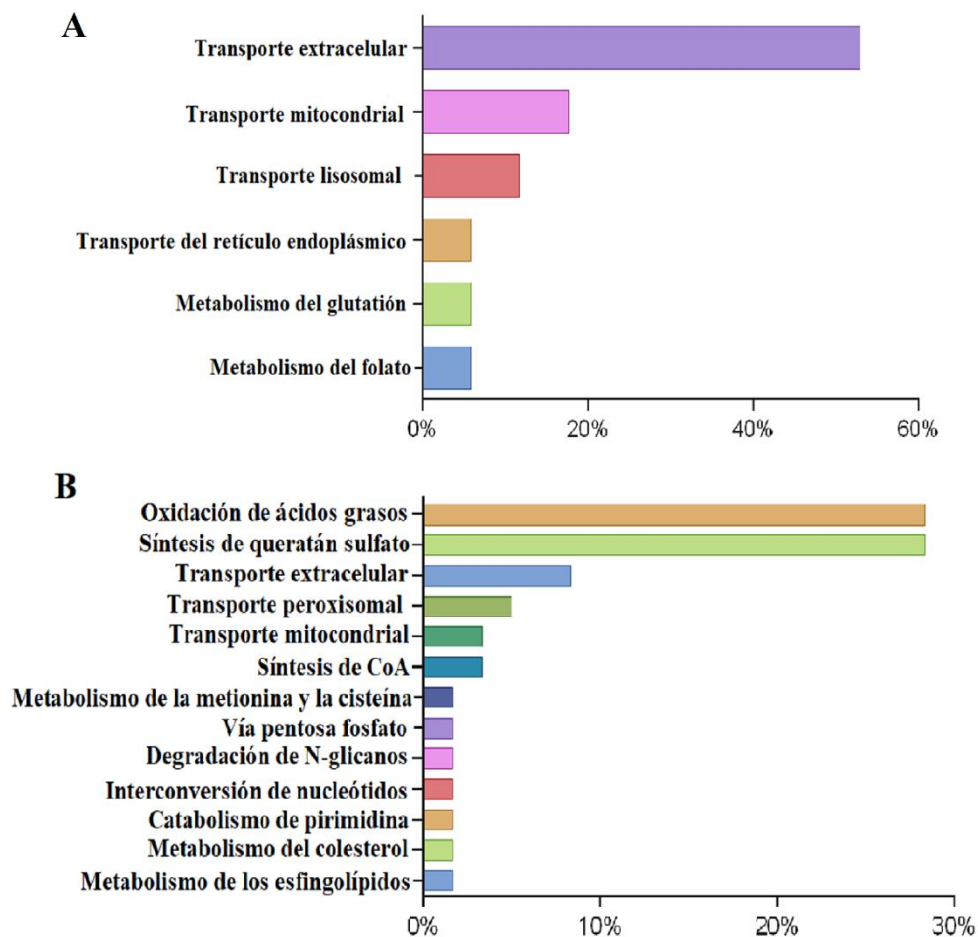 A
Transporte extracelular
Transporte mitocondrial
Transporte lisosomal
Transporte del retículo endoplásmico
Metabolismo del glutatión
Metabolismo del folato
0% 20% 40% 60%
B
Oxidación de ácidos grasos
Síntesis de queratán sulfato
Transporte extracelular
Transporte peroxisomal
Transporte mitocondrial
Síntesis de CoA
Metabolismo de la metionina y la cisteína
Vía pentosa fosfato
Degradación de N-glicanos
Interconversión de nucleótidos
Catabolismo de pirimidina
Metabolismo del colesterol
Metabolismo de los esfingolípidos
0% 10% 20% 30%